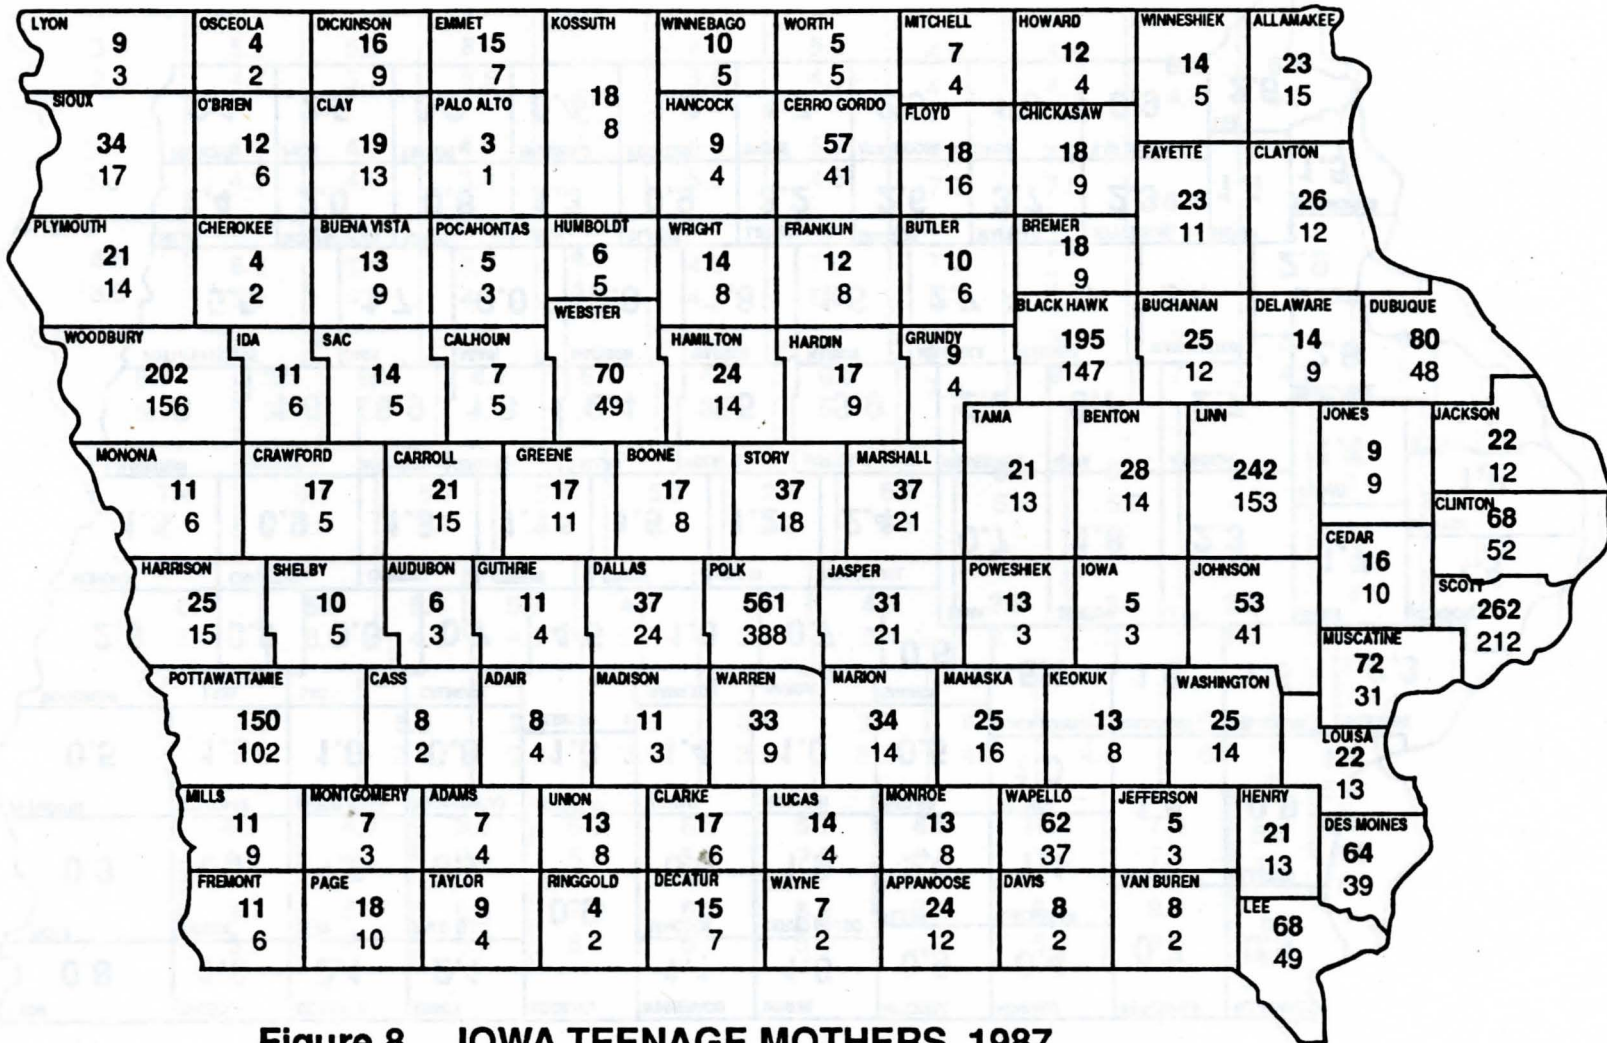 LYON
9
3
OSCEOLA
4
2
DICKINSON
16
9
EMMET
15
7
KOSSUTH
18
8
WINNEBAGO
10
5
WORTH
5
5
MITCHELL
7
4
HOWARD
12
4
WINNESHIEK
14
5
ALLAMAKEE
23
15
SIOUX
34
17
O'BRIEN
12
6
CLAY
19
13
PALO ALTO
3
1
HANCOCK
9
4
CERRO GORDO
57
41
FLOYD
18
16
CHICKASAW
18
9
FAYETTE
23
11
CLAYTON
26
12
PLYMOUTH
21
14
CHEROKEE
4
2
BUENA VISTA
13
9
POCAHONTAS
5
3
HUMBOLDT
6
5
WRIGHT
14
8
FRANKLIN
12
8
BUTLER
10
6
BREMER
18
9
WOODBURY
202
156
IDA
11
6
SAC
14
5
CALHOUN
7
5
WEBSTER
70
49
HAMILTON
24
14
HARDIN
17
9
GRUNDY
9
4
BLACK HAWK
195
147
BUCHANAN
25
12
DELAWARE
14
9
DUBUQUE
80
48
MONONA
11
6
CRAWFORD
17
5
CARROLL
21
15
GREENE
17
11
BOONE
17
8
STORY
37
18
MARSHALL
37
21
TAMA
21
13
BENTON
28
14
LINN
242
153
JONES
9
9
JACKSON
22
12
CLINTON
68
52
CEDAR
16
10
SCOTT
262
212
HARRISON
25
15
SHELBY
10
5
AUDUBON
6
3
GUTHRIE
11
4
DALLAS
37
24
POLK
561
388
JASPER
31
21
POWESHIEK
13
3
IOWA
5
3
JOHNSON
53
41
MUSCATINE
72
31
POTTAWATTAMIE
150
102
CASS
8
2
ADAIR
8
4
MADISON
11
3
WARREN
33
9
MARION
34
14
MAHASKA
25
16
KEOKUK
13
8
WASHINGTON
25
14
LOUISA
22
13
MILLS
11
9
MONTGOMERY
7
3
ADAMS
7
4
UNION
13
8
CLARKE
17
6
LUCAS
14
4
MONROE
13
8
WAPELLO
62
37
JEFFERSON
5
3
HENRY
21
13
DES MOINES
64
39
FREMONT
11
6
PAGE
18
10
TAYLOR
9
4
RINGGOLD
4
2
DECATUR
15
7
WAYNE
7
2
APPANOOSE
24
12
DAVIS
8
2
VAN BUREN
8
2
LEE
68
49
Figure 8 IOWA TEENAGE MOTHERS, 1987